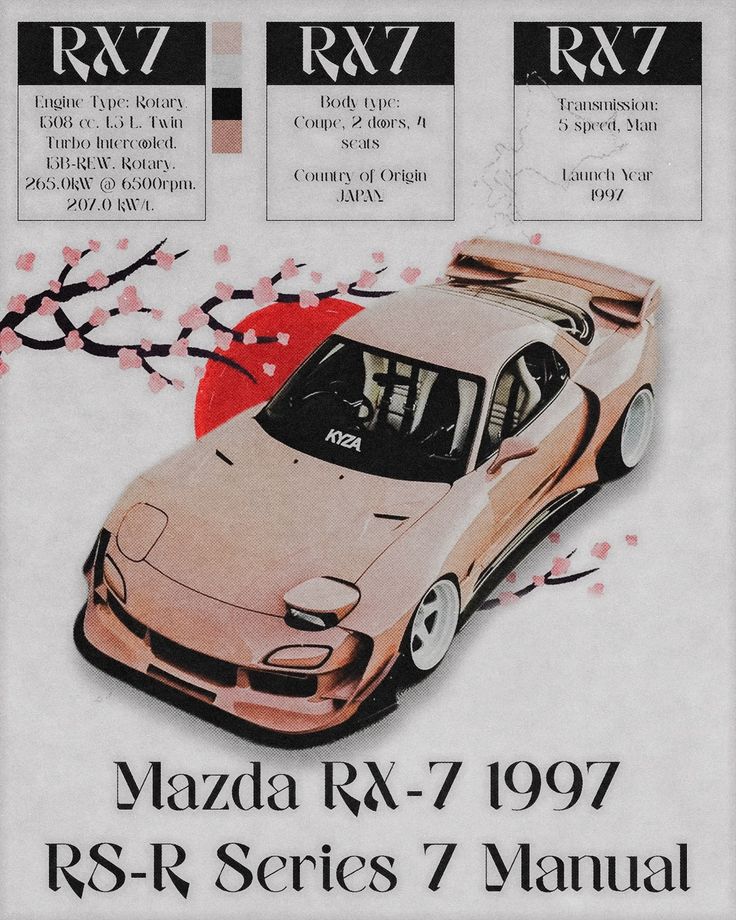 RX7
Engine Type: Rotary.
1308 cc. 1.3 L. Twin
Turbo Intercooled.
13B-REW. Rotary.
265.0kW @ 6500rpm.
207.0 kW/t.
RX7
Body type:
Coupe, 2 doors, 4
seats
Country of Origin
JAPAN
RX7
Transmission:
5 speed, Man
Launch Year
1997
KYZA
Mazda RX-7 1997
RS-R Series 7 Manual